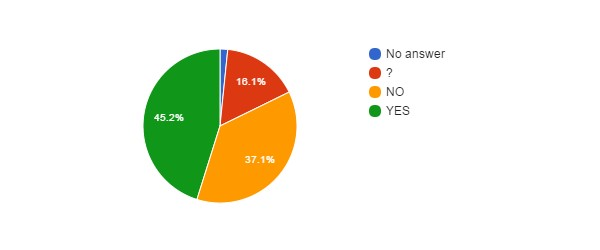 No answer
?
NO
YES
16.1%
45.2%
37.1%